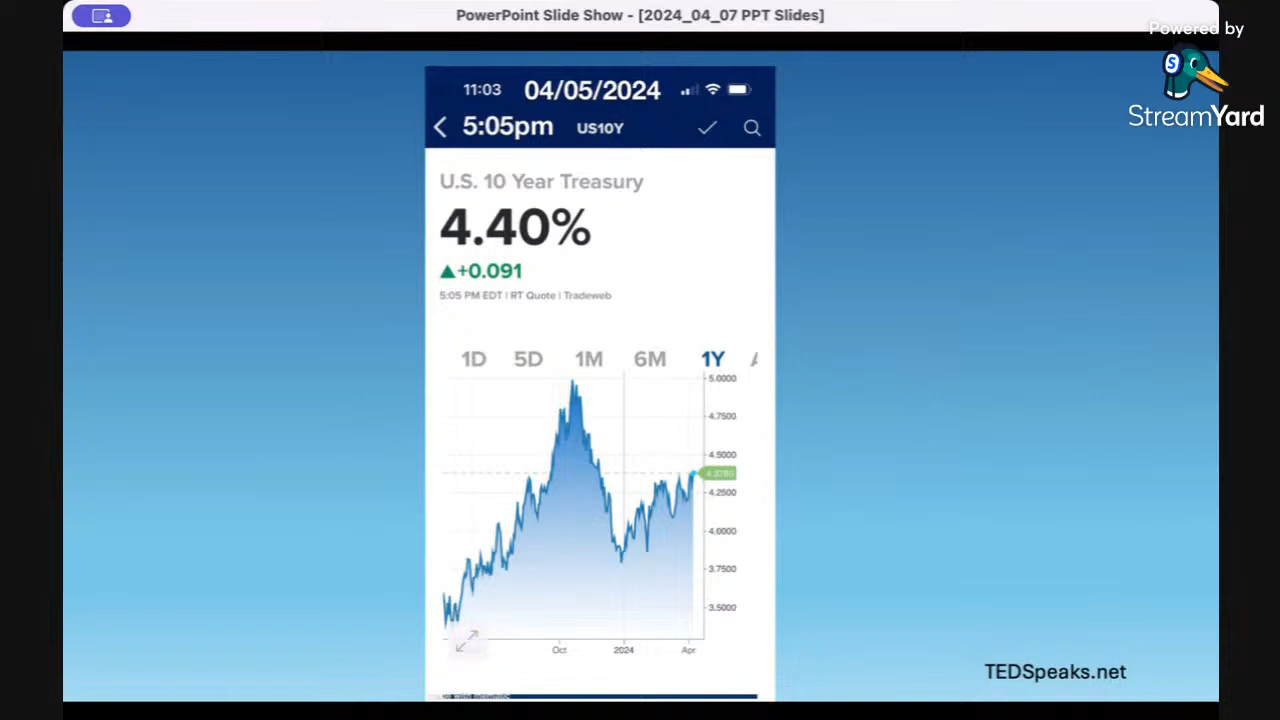 PowerPoint Slide Show - [2024_04_07 PPT Slides]
Powered by
S
StreamYard
11:03 04/05/2024
5:05pm US10Y
U.S. 10 Year Treasury
4.40%
▲+0.091
5:05 PM EDT | RT Quote | Tradeweb
1D 5D 1M 6M 1Y
5.0000
4.7500
4.5000
4.2500
4.0000
3.7500
3.5000
Oct 2024 Apr
TEDSpeaks.net